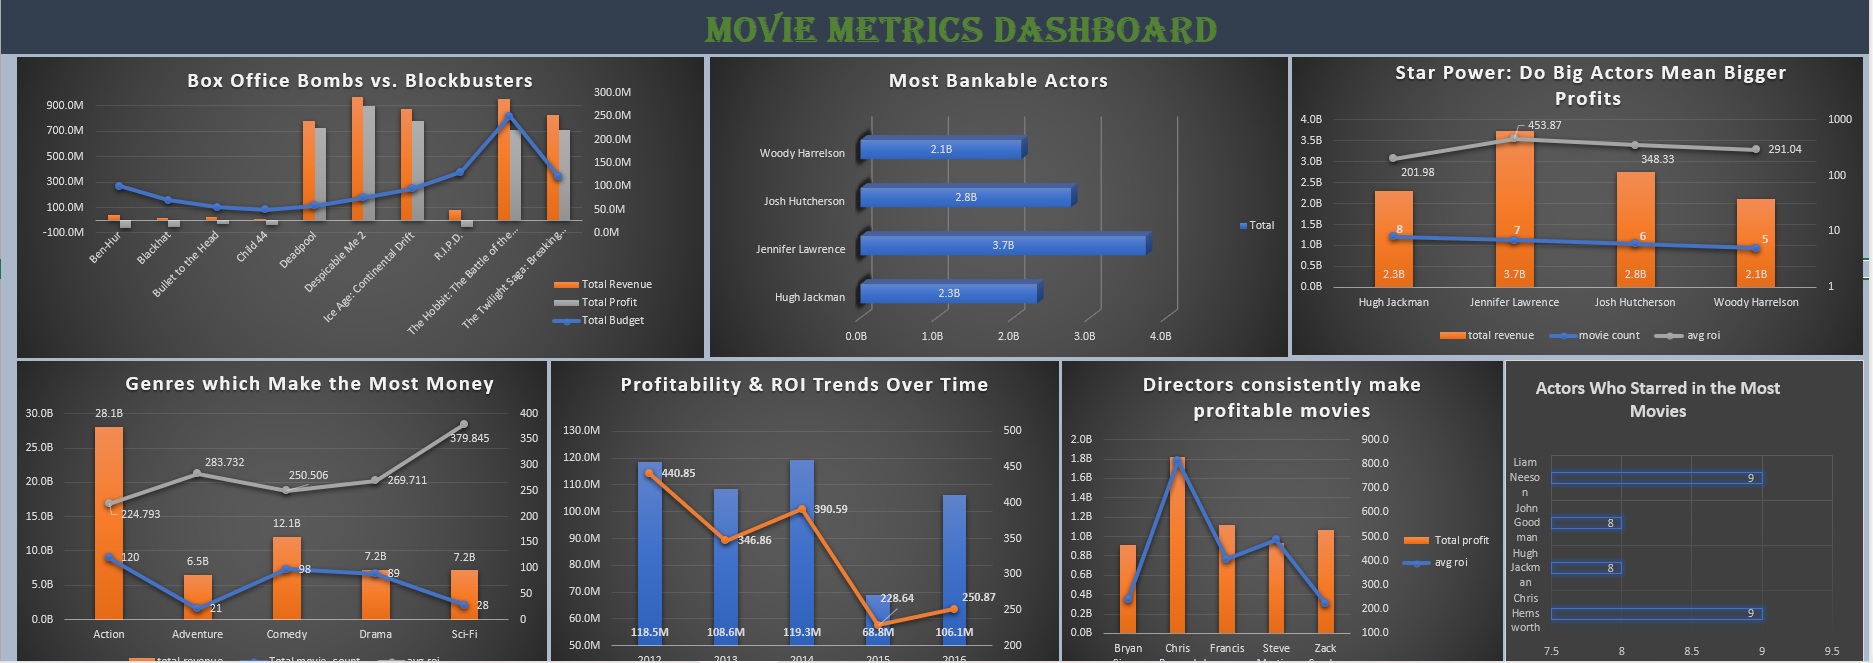 MOVIE METRICS DASHBOARD
Box Office Bombs vs. Blockbusters
900.0M
700.0M
500.0M
300.0M
100.0M
-100.0M
300.0M
250.0M
200.0M
150.0M
100.0M
50.0M
0.0M
Ben-Hur
Blackhat
Bullet to the Head
Child 44
Deadpool
Despicable Me 2
Ice Age: Continental Drift
R.I.P.D.
The Hobbit: The Battle of the...
The Twilight Saga: Breaking...
Total Revenue
Total Profit
Total Budget
Most Bankable Actors
Woody Harrelson
2.1B
Josh Hutcherson
2.8B
Jennifer Lawrence
3.7B
Hugh Jackman
2.3B
Total
0.0B 1.0B 2.0B 3.0B 4.0B
Star Power: Do Big Actors Mean Bigger
Profits
4.0B
3.5B
3.0B
2.5B
2.0B
1.5B
1.0B
0.5B
0.0B
1000
100
10
1
201.98
453.87
348.33
291.04
8
7
6
5
2.3B
3.7B
2.8B
2.1B
Hugh Jackman
Jennifer Lawrence
Josh Hutcherson
Woody Harrelson
total revenue
movie count
avg roi
Genres which Make the Most Money
30.0B
25.0B
20.0B
15.0B
10.0B
5.0B
0.0B
400
350
300
250
200
150
100
50
0
28.1B
6.5B
12.1B
7.2B
7.2B
224.793
283.732
250.506
269.711
379.845
120
21
98
89
28
Action
Adventure
Comedy
Drama
Sci-Fi
total revenue
Total movie_count
avg roi
Profitability & ROI Trends Over Time
130.0M
120.0M
110.0M
100.0M
90.0M
80.0M
70.0M
60.0M
50.0M
500
450
400
350
300
250
200
440.85
346.86
390.59
228.64
250.87
118.5M
108.6M
119.3M
68.8M
106.1M
2012
2013
2014
2015
2016
Directors consistently make
profitable movies
2.0B
1.8B
1.6B
1.4B
1.2B
1.0B
0.8B
0.6B
0.4B
0.2B
0.0B
900.0
800.0
700.0
600.0
500.0
400.0
300.0
200.0
100.0
Bryan
Chris
Francis
Steve
Zack
Total profit
avg roi
Actors Who Starred in the Most
Movies
Liam
Neeso
n
9
John
Good
man
8
Hugh
Jackm
an
8
Chris
Hems
worth
9
7.5 8 8.5 9 9.5